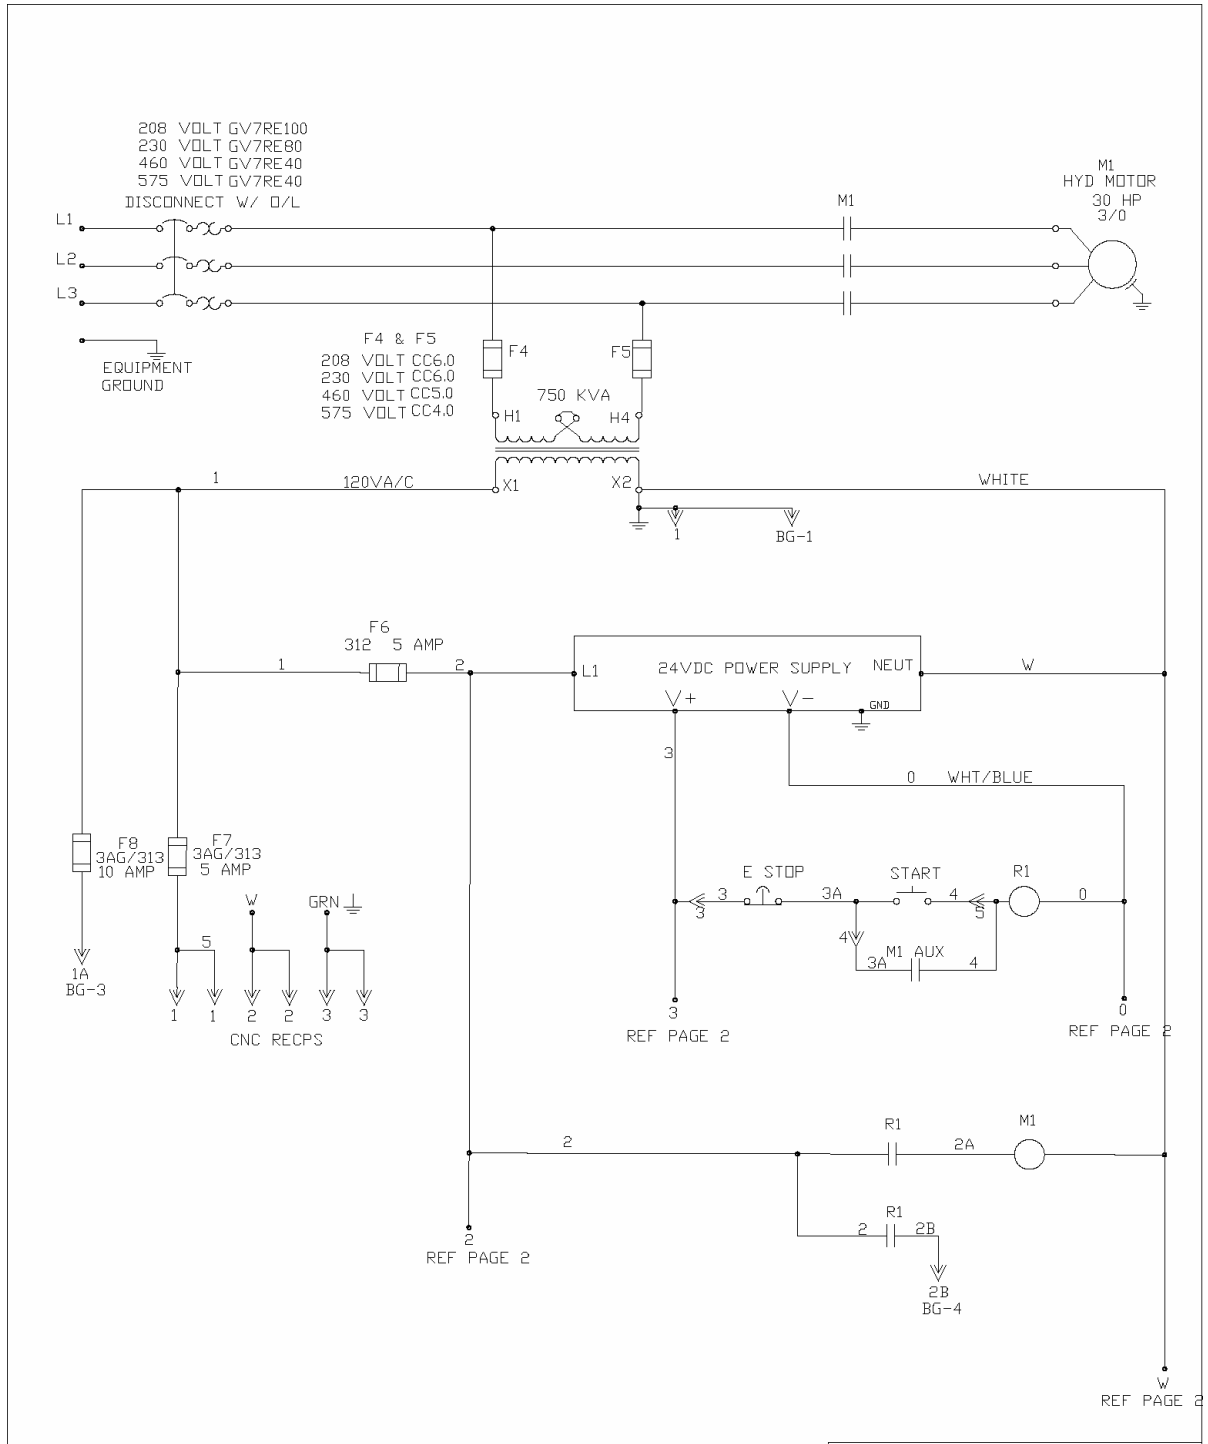 208 VOLT GV7RE100
230 VOLT GV7RE80
460 VOLT GV7RE40
575 VOLT GV7RE40
DISCONNECT W/ O/L
M1
HYD MOTOR
30 HP
3/0
M1
L1
L2
L3
EQUIPMENT
GROUND
F4 & F5
208 VOLT CC6.0
230 VOLT CC6.0
460 VOLT CC5.0
575 VOLT CC4.0
F4
F5
750 KVA
H1
H4
1
120VA/C
X1
X2
WHITE
1
BG-1
F6
312 5 AMP
1
2
L1
24VDC POWER SUPPLY
NEUT
W
V+
V-
GND
3
0 WHT/BLUE
F8
3AG/313
10 AMP
F7
3AG/313
5 AMP
E STOP
START
R1
3
3
3A
4
5
0
W
GRN
5
4
M1 AUX
3A
4
1A
BG-3
1
1
2
2
3
3
CNC RECPS
3
REF PAGE 2
0
REF PAGE 2
2
R1
2A
M1
R1
2
2B
2
REF PAGE 2
2B
BG-4
W
REF PAGE 2